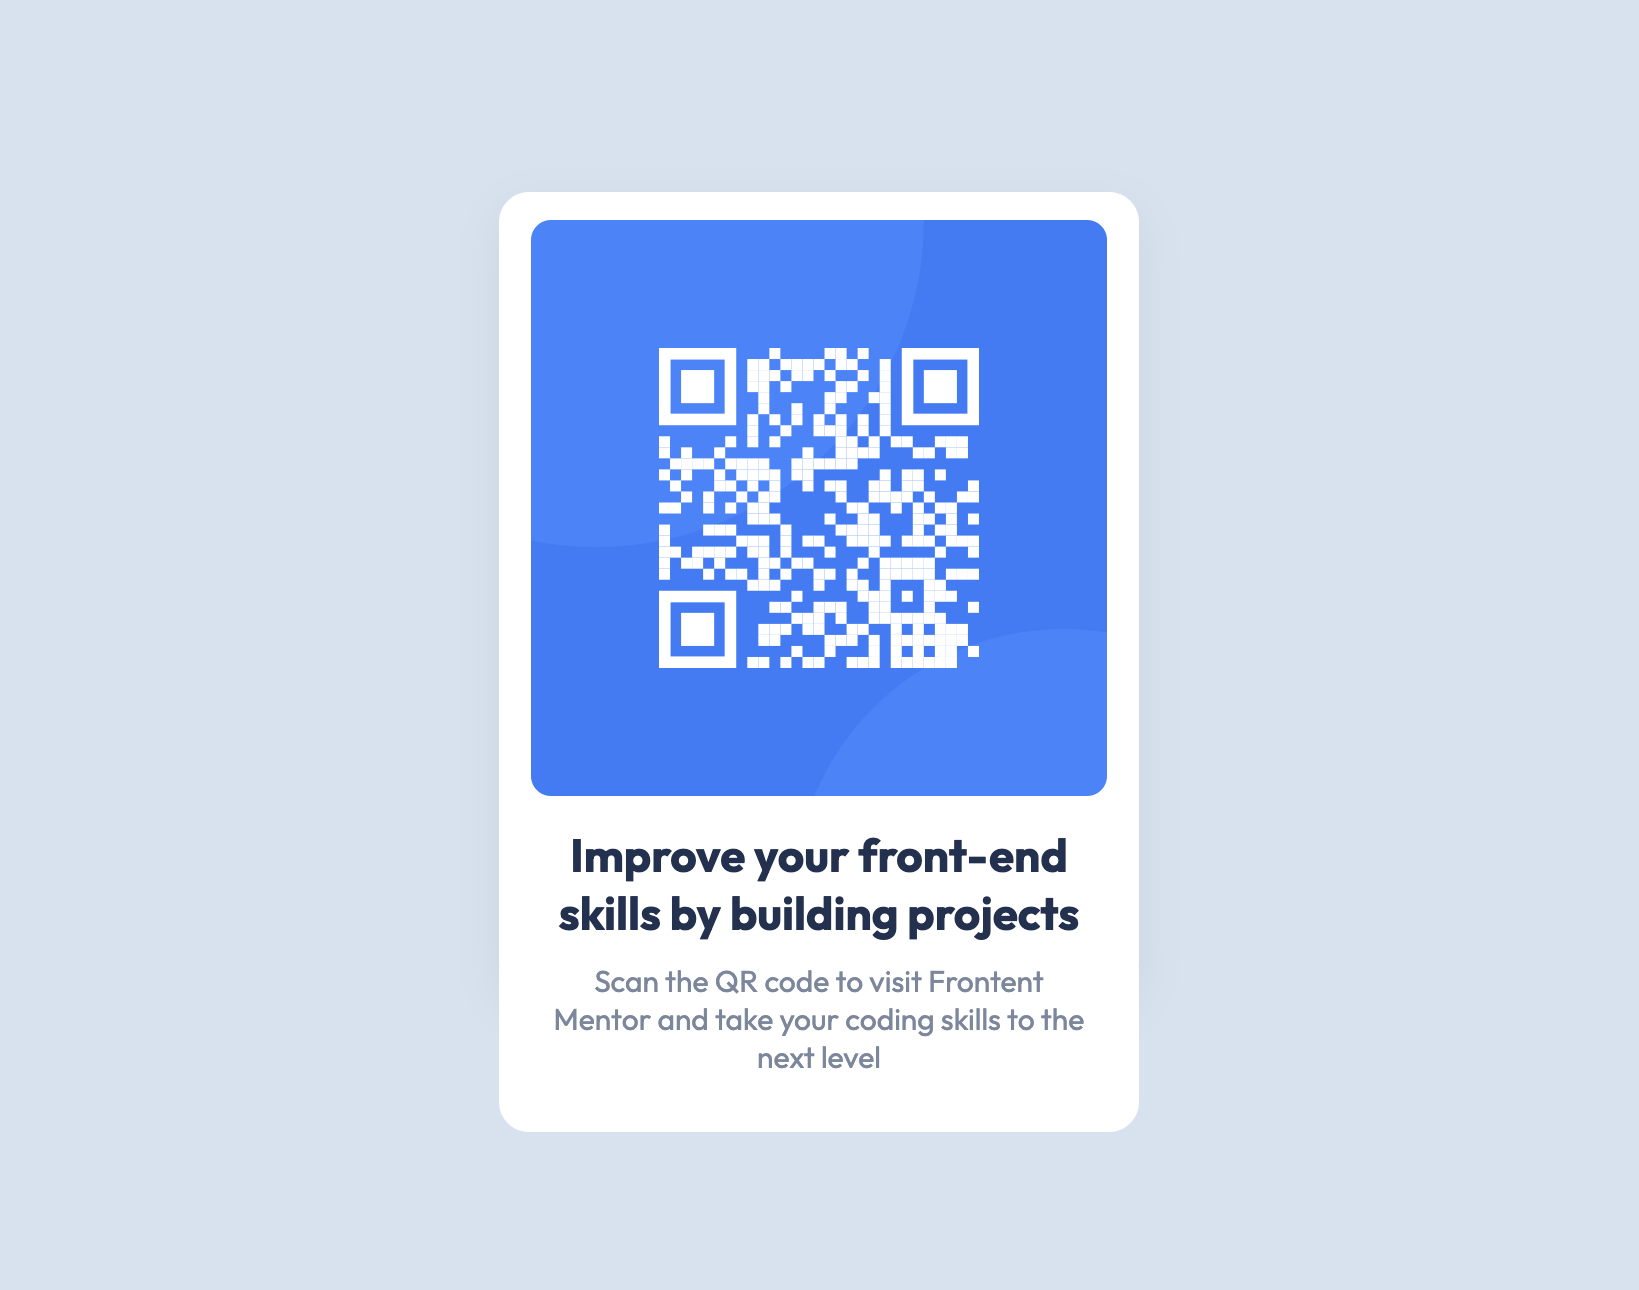 Improve your front-end
skills by building projects
Scan the QR code to visit Frontent
Mentor and take your coding skills to the
next level